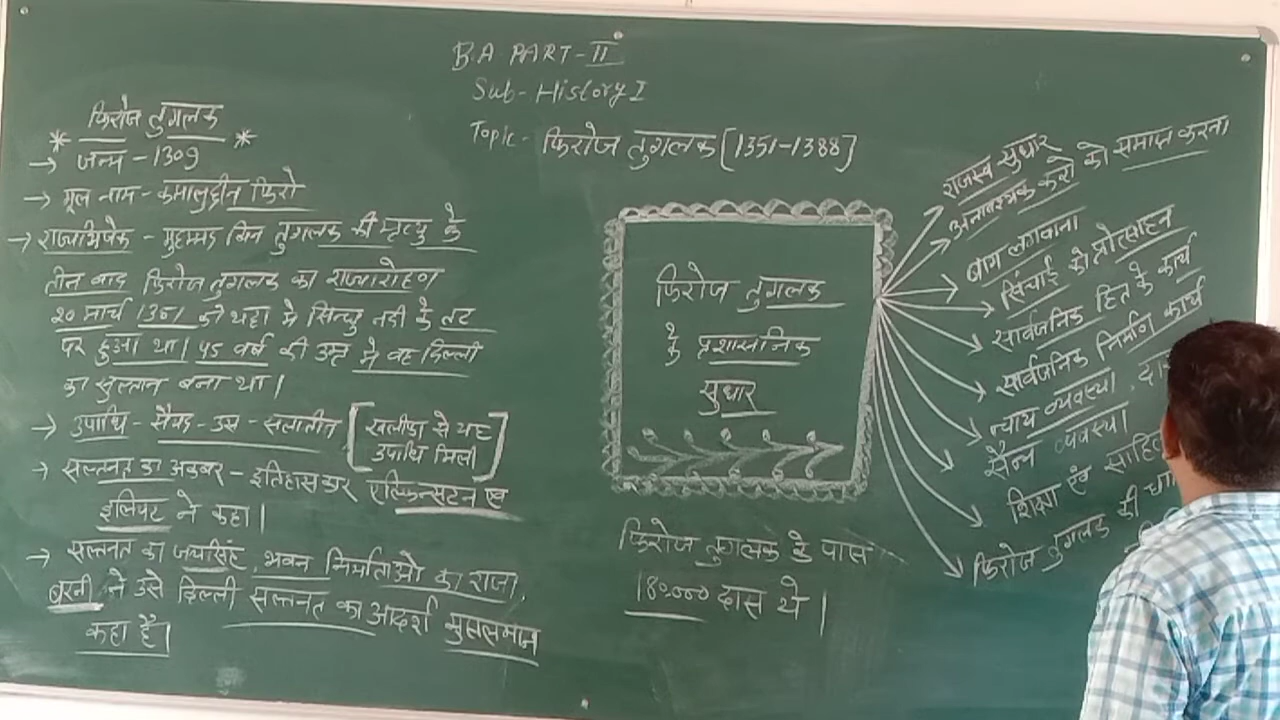 B.A PART-II
Sub- History I
Topic- फिरोज तुगलक [1351-1388]
* फिरोज तुगलक *
→ जन्म - 1309
→ मूल नाम - कमालुद्दीन फिरो
→ राज्याभिषेक - मुहम्मद बिन तुगलक की मृत्यु के
तीन बाद फिरोज तुगलक का राज्यारोहण
20 मार्च 1351 को थट्टा मे सिन्धु नदी के तट
पर हुआ था। 45 वर्ष की उम्र मे वह दिल्ली
का सुल्तान बना था।
→ उपाधि - सैयद - उस - सलातीन [खलीफा से यह
उपाधि मिली]
→ सल्तनत का अकबर - इतिहासकार एल्फिन्सटन एव
इलियट ने कहा।
→ सल्तनत का जयसिंह, भवन निर्माताओ का राजा,
बरनी ने उसे दिल्ली सल्तनत का आदर्श मुसलमान
कहा है।
फिरोज तुगलक
के प्रशासनिक
सुधार
फिरोज तुगलक के पास
180000 दास थे।
राजस्व सुधार
अनावश्यक करो को समाप्त करना
बाग लगवाना
सिंचाई को प्रोत्साहन
सार्वजनिक हित के कार्य
सार्वजनिक निर्माण कार्य
न्याय व्यवस्था,
सैन्य व्यवस्था।
शिक्षा एंव
फिरोज तुगलक की